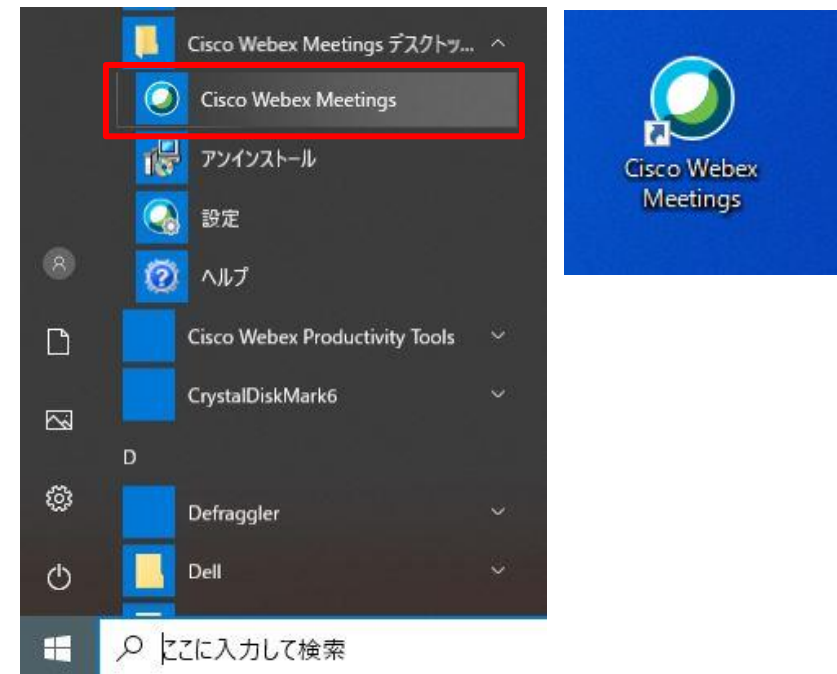 Cisco Webex Meetings デスクトッ...
Cisco Webex Meetings
アンインストール
設定
ヘルプ
Cisco Webex Productivity Tools
CrystalDiskMark6
D
Defraggler
Dell
ここに入力して検索
Cisco Webex
Meetings